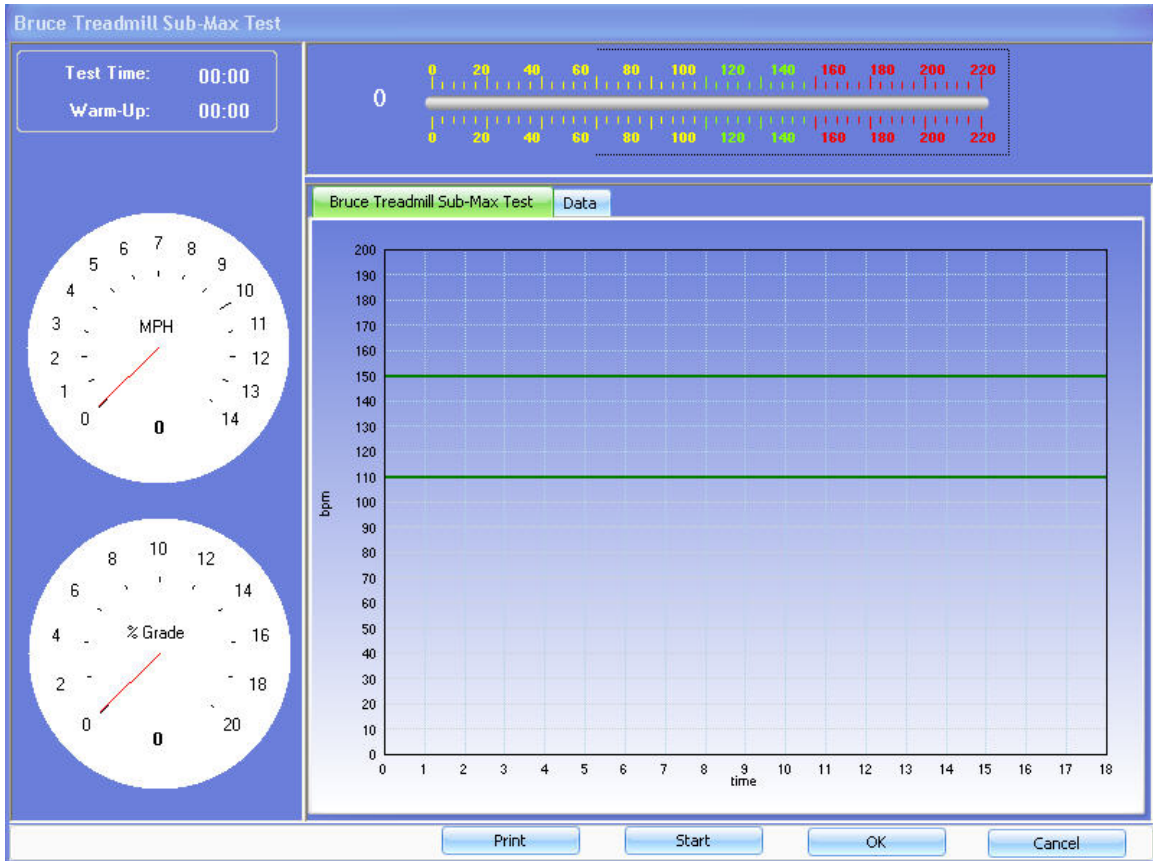 Bruce Treadmill Sub-Max Test
Test Time: 00:00
Warm-Up: 00:00
0
0 20 40 60 80 100 120 140 160 180 200 220
0 20 40 60 80 100 120 140 160 180 200 220
Bruce Treadmill Sub-Max Test Data
0 1 2 3 4 5 6 7 8 9 10 11 12 13 14
MPH
0
0 2 4 6 8 10 12 14 16 18 20
% Grade
0
200
190
180
170
160
150
140
130
120
110
100
90
80
70
60
50
40
30
20
10
0
bpm
0 1 2 3 4 5 6 7 8 9 10 11 12 13 14 15 16 17 18
time
Print Start OK Cancel